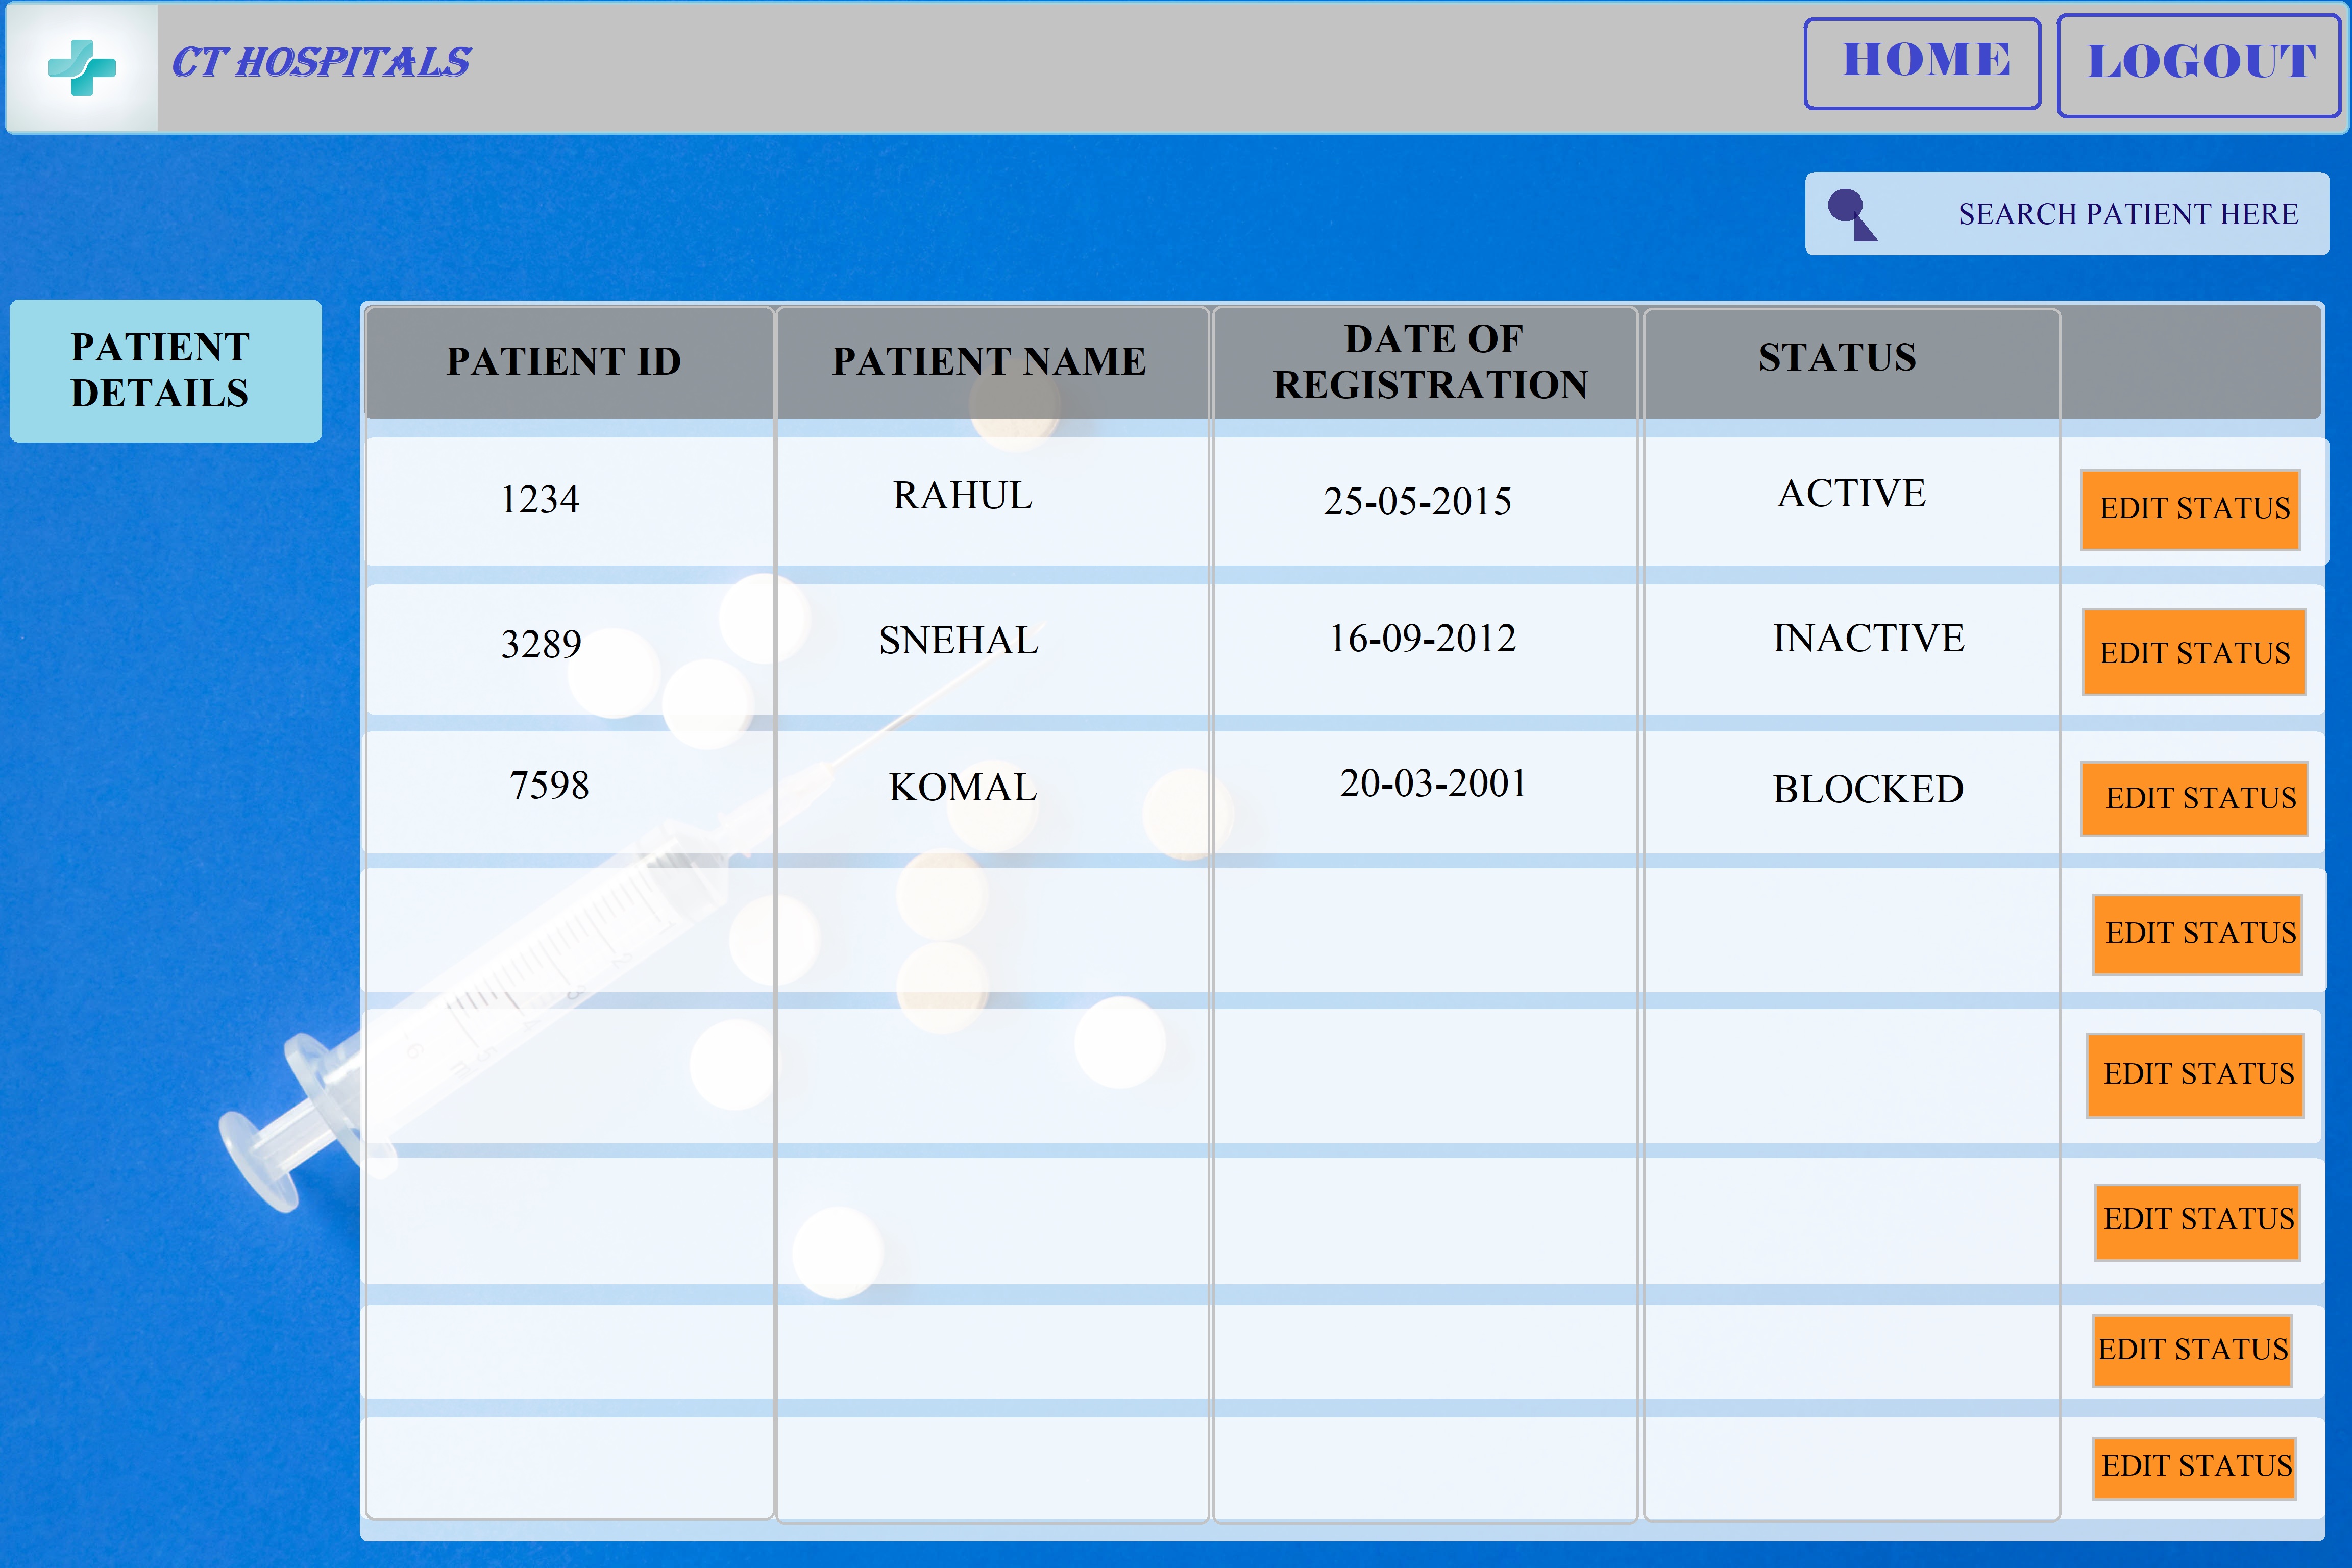 CT HOSPITALS
HOME
LOGOUT
SEARCH PATIENT HERE
PATIENT
DETAILS
PATIENT ID
PATIENT NAME
DATE OF
REGISTRATION
STATUS
1234
RAHUL
25-05-2015
ACTIVE
EDIT STATUS
3289
SNEHAL
16-09-2012
INACTIVE
EDIT STATUS
7598
KOMAL
20-03-2001
BLOCKED
EDIT STATUS
EDIT STATUS
EDIT STATUS
EDIT STATUS
EDIT STATUS
EDIT STATUS